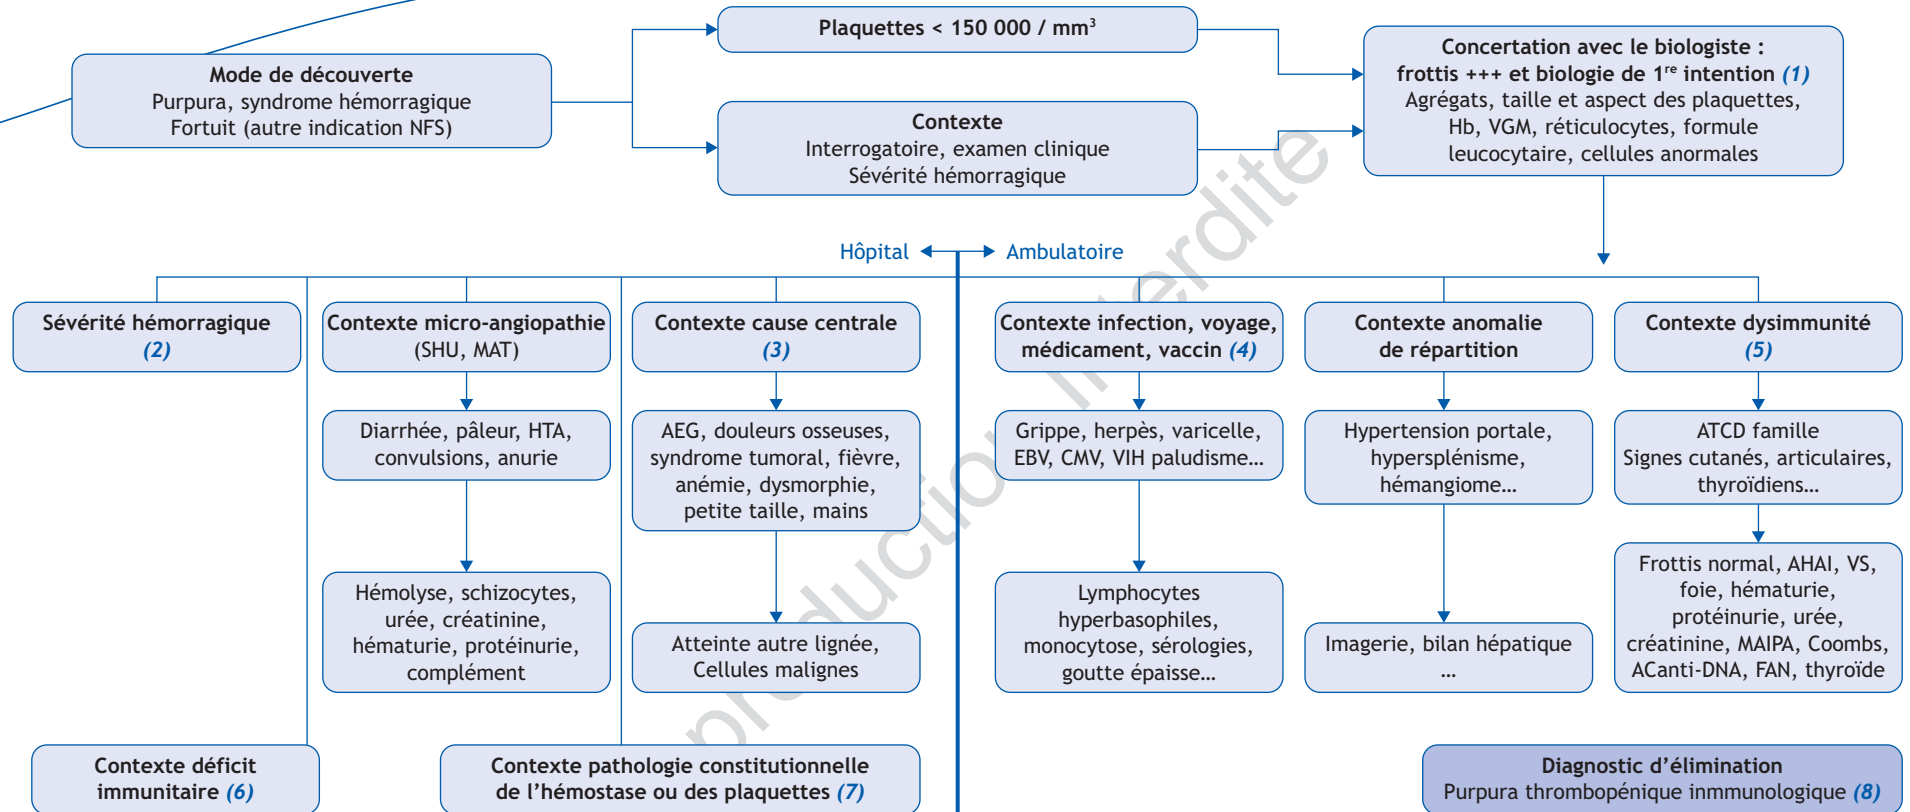 Mode de découverte
Purpura, syndrome hémorragique
Fortuit (autre indication NFS)
Plaquettes < 150 000 / mm³
Contexte
Interrogatoire, examen clinique
Sévérité hémorragique
Concertation avec le biologiste :
frottis +++ et biologie de 1re intention (1)
Agrégats, taille et aspect des plaquettes,
Hb, VGM, réticulocytes, formule
leucocytaire, cellules anormales
Hôpital
Ambulatoire
Sévérité hémorragique
(2)
Contexte micro-angiopathie
(SHU, MAT)
Diarrhée, pâleur, HTA,
convulsions, anurie
Hémolyse, schizocytes,
urée, créatinine,
hématurie, protéinurie,
complément
Contexte cause centrale
(3)
AEG, douleurs osseuses,
syndrome tumoral, fièvre,
anémie, dysmorphie,
petite taille, mains
Atteinte autre lignée,
Cellules malignes
Contexte infection, voyage,
médicament, vaccin (4)
Grippe, herpès, varicelle,
EBV, CMV, VIH paludisme…
Lymphocytes
hyperbasophiles,
monocytose, sérologies,
goutte épaisse…
Contexte anomalie
de répartition
Hypertension portale,
hypersplénisme,
hémangiome…
Imagerie, bilan hépatique
…
Contexte dysimmunité
(5)
ATCD famille
Signes cutanés, articulaires,
thyroïdiens…
Frottis normal, AHAI, VS,
foie, hématurie,
protéinurie, urée,
créatinine, MAIPA, Coombs,
ACanti-DNA, FAN, thyroïde
Contexte déficit
immunitaire (6)
Contexte pathologie constitutionnelle
de l’hémostase ou des plaquettes (7)
Diagnostic d’élimination
Purpura thrombopénique inmmunologique (8)